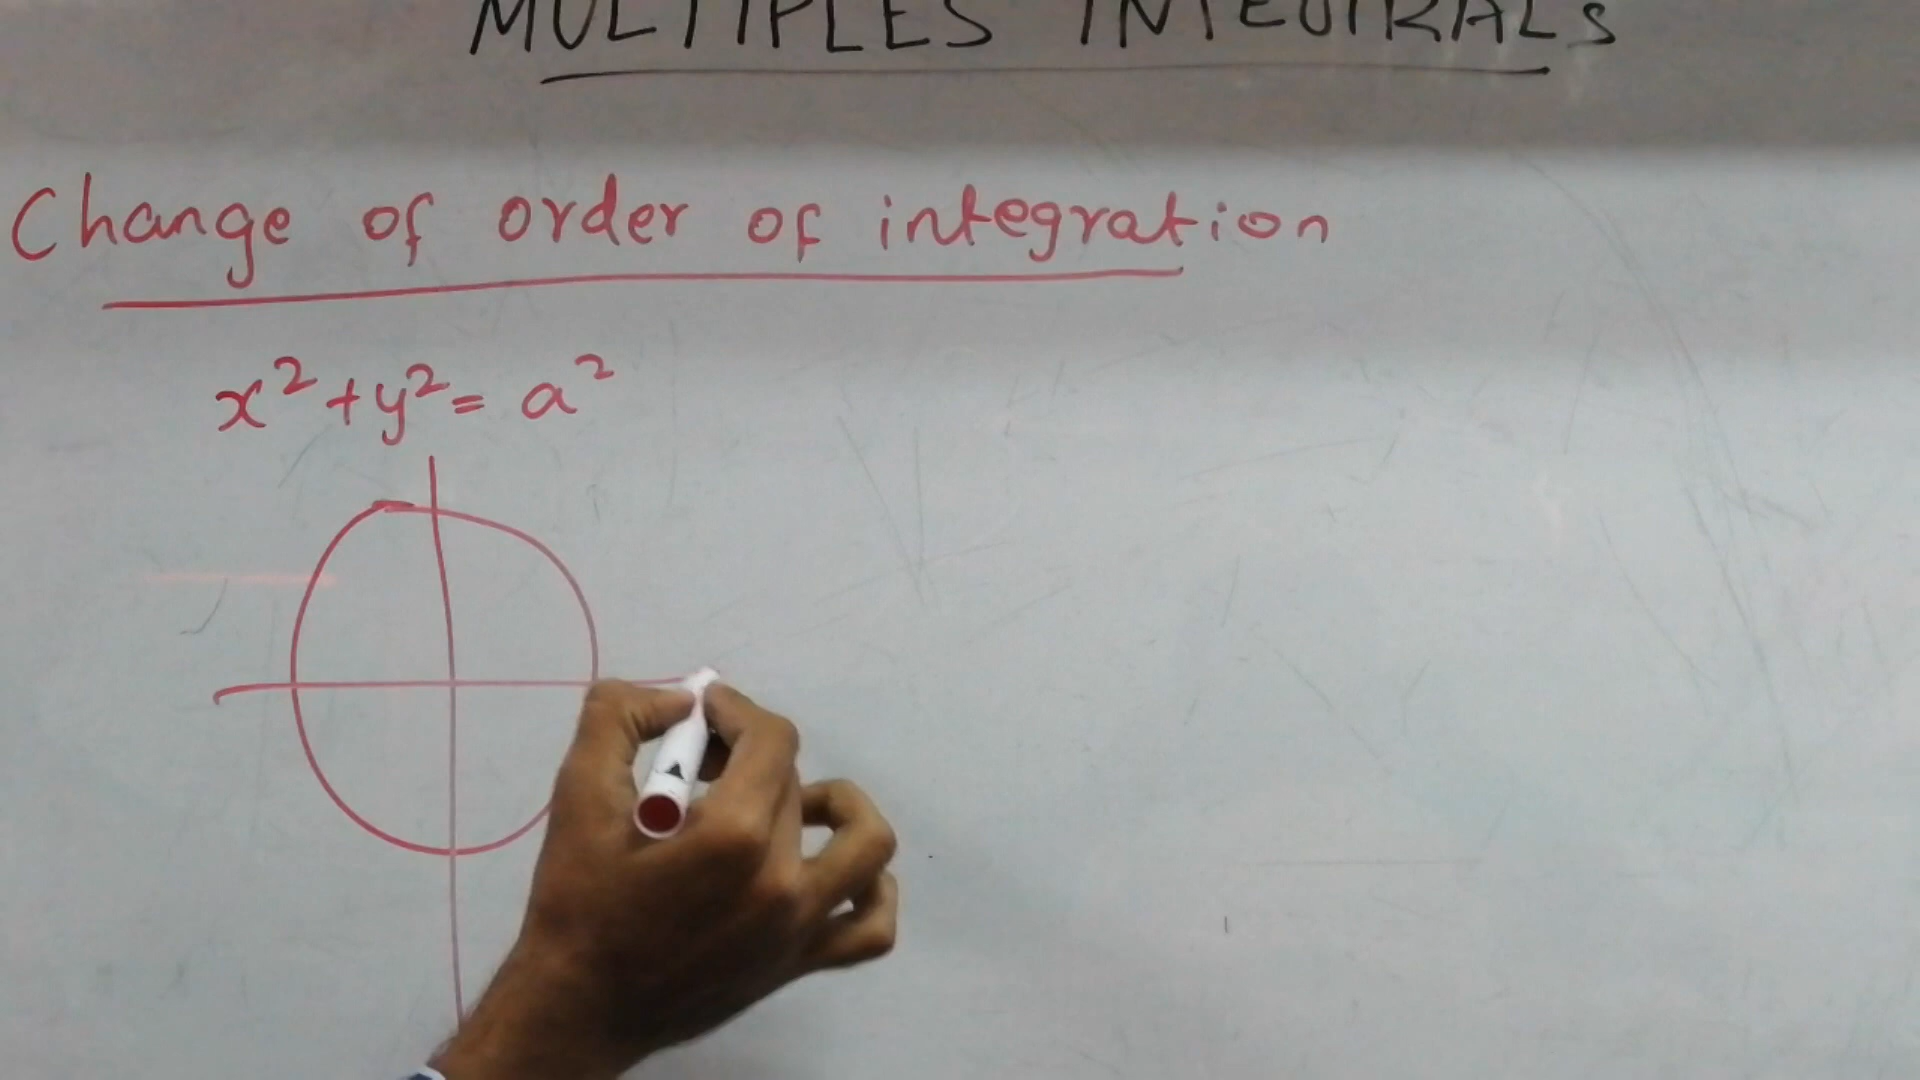 MULTIPLES INTEGRALS
Change of order of integration
x² + y² = a²